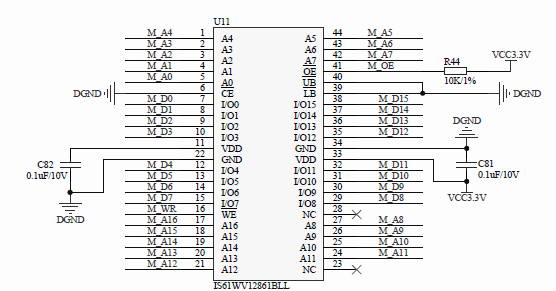 U11
M_A4 1 A4 A5 44 M_A5
M_A3 2 A3 A6 43 M_A6
M_A2 3 A2 A7 42 M_A7 R44 VCC3.3V
M_A1 4 A1 OE 41 M_OE
M_A0 5 A0 UB 40 10K/1%
DGND 6 CE LB 39 DGND
M_D0 7 I/O0 I/O15 38 M_D15
M_D1 8 I/O1 I/O14 37 M_D14
M_D2 9 I/O2 I/O13 36 M_D13 DGND
M_D3 10 I/O3 I/O12 35 M_D12
11 VDD GND 34
22 GND VDD 33
C82 M_D4 12 I/O4 I/O11 32 M_D11 C81
0.1uF/10V M_D5 13 I/O5 I/O10 31 M_D10 0.1uF/10V
M_D6 14 I/O6 I/O9 30 M_D9
M_D7 15 I/O7 I/O8 29 M_D8 VCC3.3V
M_WR 16 WE NC 28
DGND M_A16 17 A16 A8 27 M_A8
M_A15 18 A15 A9 26 M_A9
M_A14 19 A14 A10 25 M_A10
M_A13 20 A13 A11 24 M_A11
M_A12 21 A12 NC 23
IS61WV12861BLL